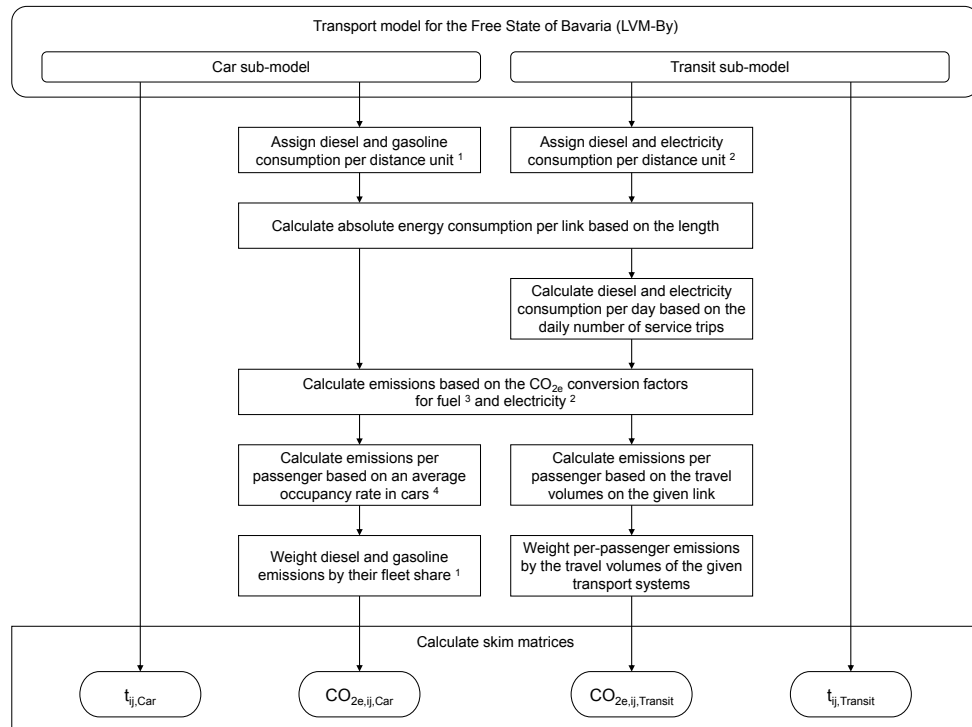 Transport model for the Free State of Bavaria (LVM-By)
Car sub-model
Transit sub-model
Assign diesel and gasoline
consumption per distance unit ¹
Assign diesel and electricity
consumption per distance unit ²
Calculate absolute energy consumption per link based on the length
Calculate diesel and electricity
consumption per day based on the
daily number of service trips
Calculate emissions based on the CO₂ₑ conversion factors
for fuel ³ and electricity ²
Calculate emissions per
passenger based on an average
occupancy rate in cars ⁴
Calculate emissions per
passenger based on the travel
volumes on the given link
Weight diesel and gasoline
emissions by their fleet share ¹
Weight per-passenger emissions
by the travel volumes of the given
transport systems
Calculate skim matrices
t_ij,Car
CO_2e,ij,Car
CO_2e,ij,Transit
t_ij,Transit